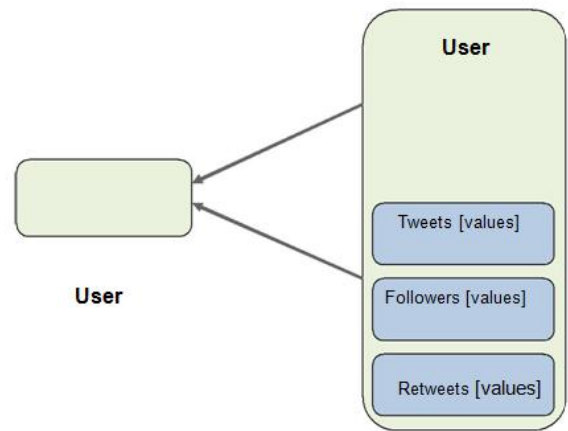 User
Tweets [values]
Followers [values]
User
Retweets [values]